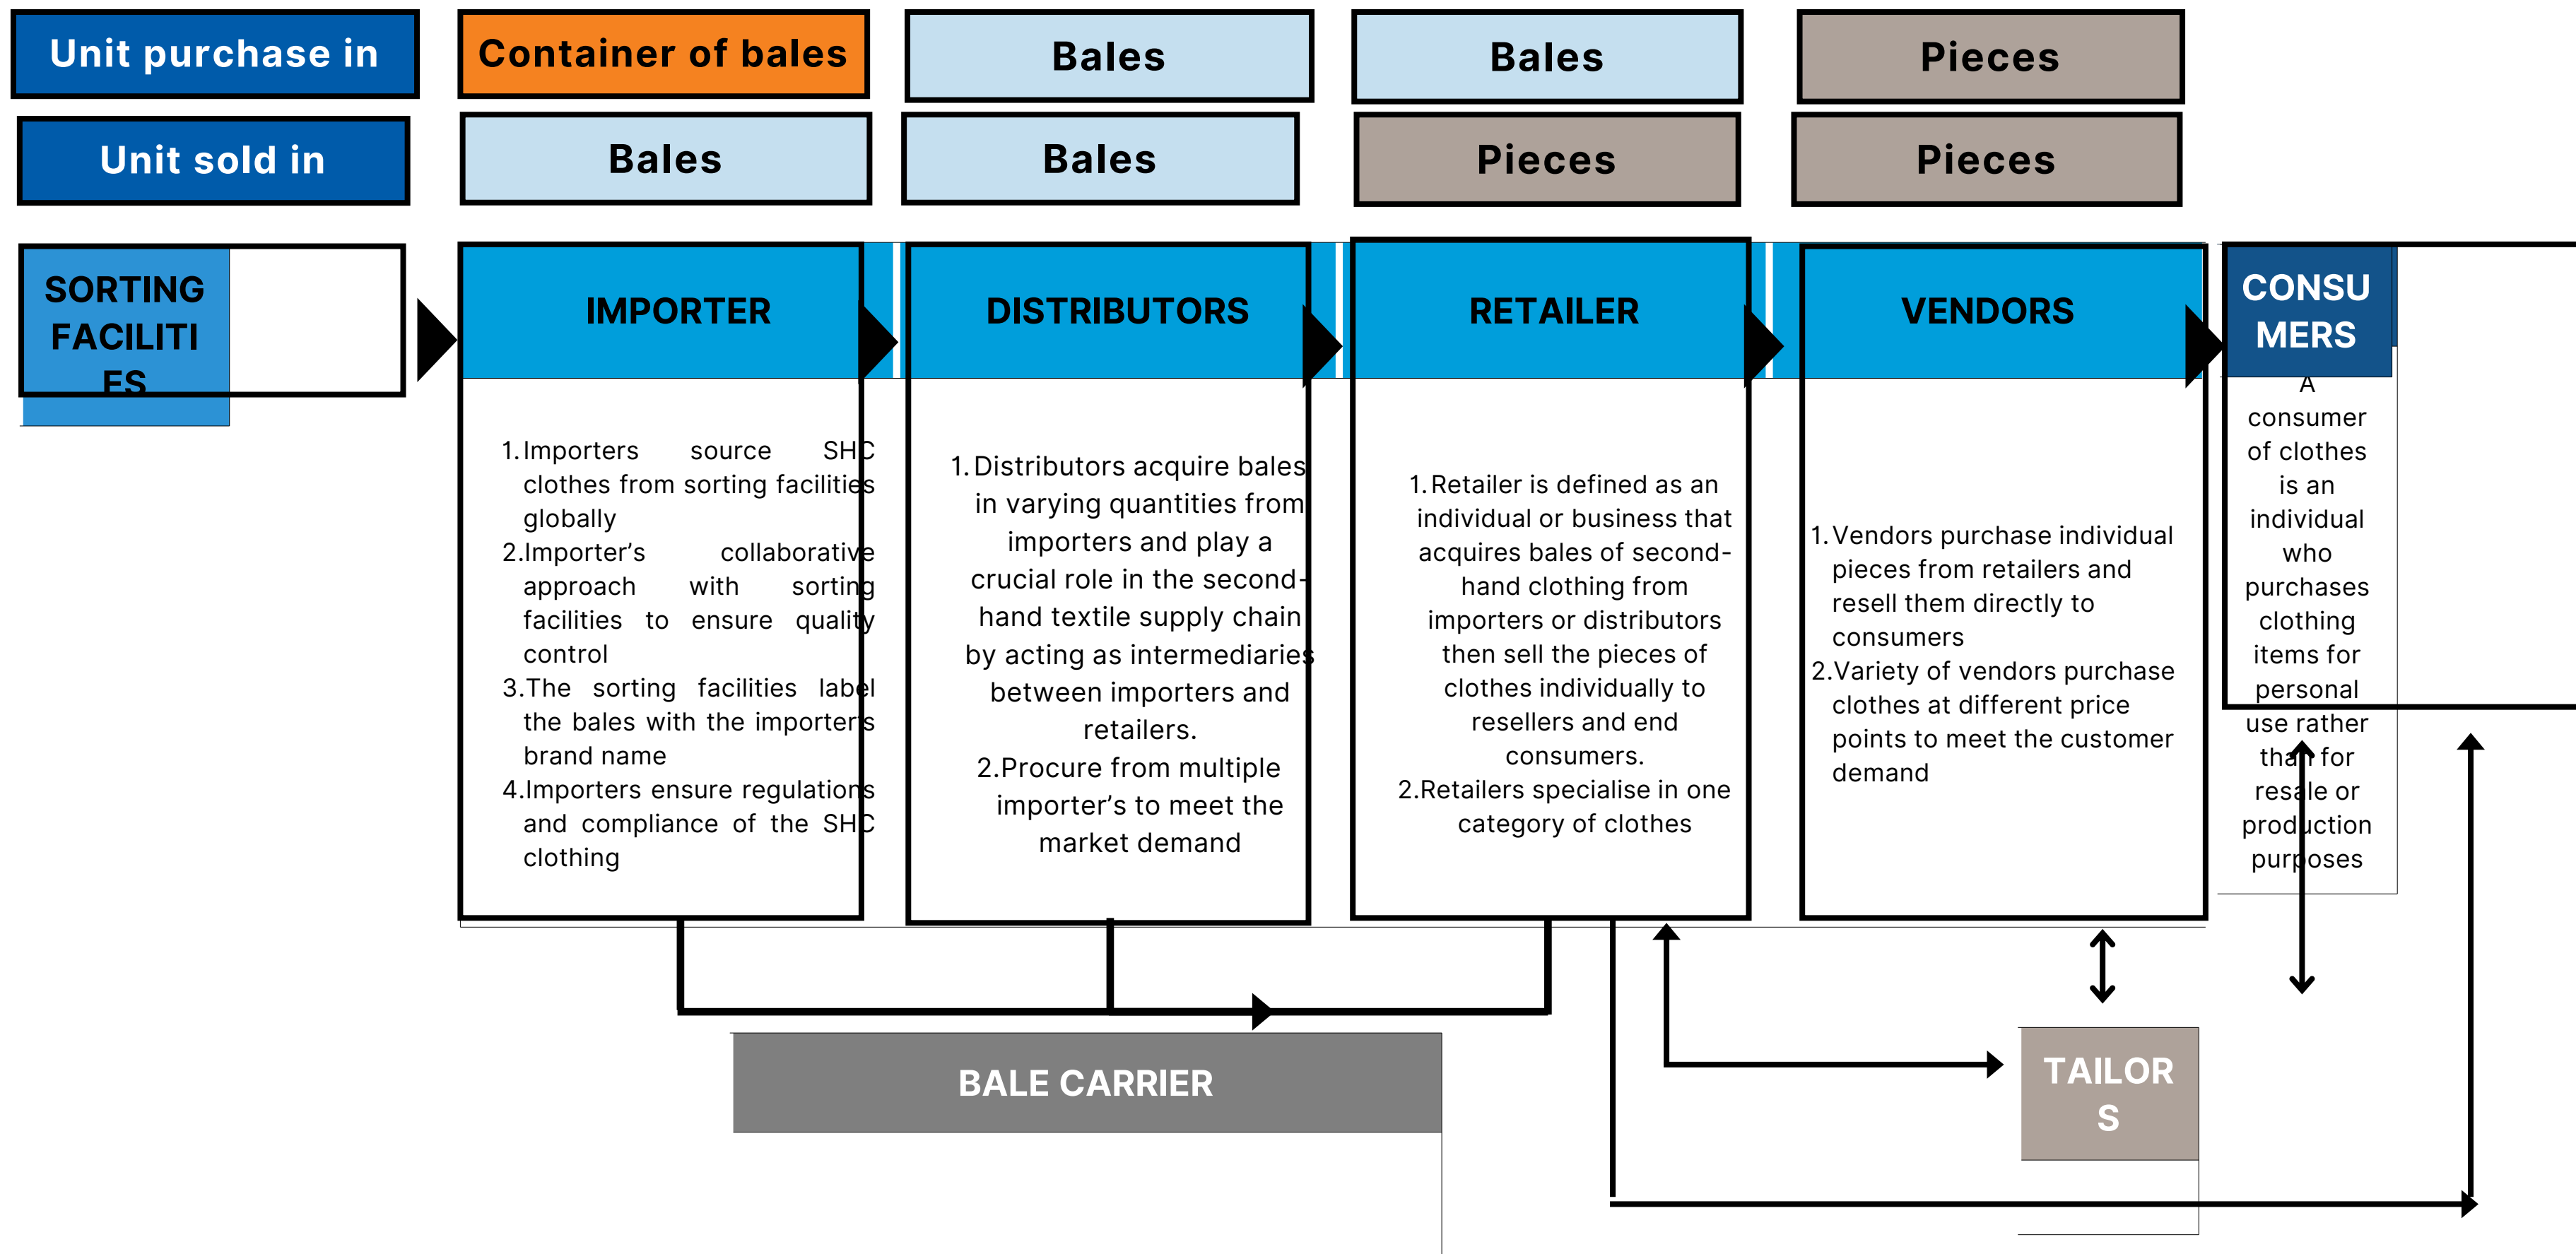 Unit purchase in
Container of bales
Bales
Bales
Pieces
Unit sold in
Bales
Bales
Pieces
Pieces
SORTING
FACILITI
ES
IMPORTER
1.Importers source SHC
clothes from sorting facilities
globally
2.Importer’s collaborative
approach with sorting
facilities to ensure quality
control
3.The sorting facilities label
the bales with the importer's
brand name
4.Importers ensure regulations
and compliance of the SHC
clothing
DISTRIBUTORS
1.Distributors acquire bales
in varying quantities from
importers and play a
crucial role in the second-
hand textile supply chain
by acting as intermediaries
between importers and
retailers.
2.Procure from multiple
importer’s to meet the
market demand
RETAILER
1.Retailer is defined as an
individual or business that
acquires bales of second-
hand clothing from
importers or distributors
then sell the pieces of
clothes individually to
resellers and end
consumers.
2.Retailers specialise in one
category of clothes
VENDORS
1.Vendors purchase individual
pieces from retailers and
resell them directly to
consumers
2.Variety of vendors purchase
clothes at different price
points to meet the customer
demand
CONSU
MERS
A
consumer
of clothes
is an
individual
who
purchases
clothing
items for
personal
use rather
than for
resale or
production
purposes
BALE CARRIER
TAILOR
S